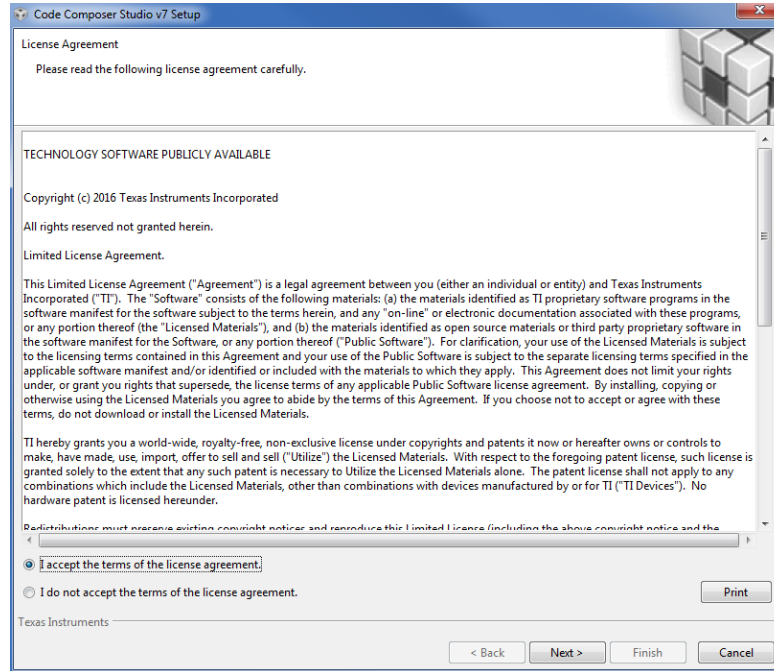 Code Composer Studio v7 Setup
License Agreement
Please read the following license agreement carefully.
TECHNOLOGY SOFTWARE PUBLICLY AVAILABLE
Copyright (c) 2016 Texas Instruments Incorporated
All rights reserved not granted herein.
Limited License Agreement.
This Limited License Agreement ("Agreement") is a legal agreement between you (either an individual or entity) and Texas Instruments
Incorporated ("TI").  The "Software" consists of the following materials: (a) the materials identified as TI proprietary software programs in the
software manifest for the software subject to the terms herein, and any "on-line" or electronic documentation associated with these programs,
or any portion thereof (the "Licensed Materials"), and (b) the materials identified as open source materials or third party proprietary software in
the software manifest for the Software, or any portion thereof ("Public Software").  For clarification, your use of the Licensed Materials is subject
to the licensing terms contained in this Agreement and your use of the Public Software is subject to the separate licensing terms specified in the
applicable software manifest and/or identified or included with the materials to which they apply.  This Agreement does not limit your rights
under, or grant you rights that supersede, the license terms of any applicable Public Software license agreement.  By installing, copying or
otherwise using the Licensed Materials you agree to abide by the terms of this Agreement.  If you choose not to accept or agree with these
terms, do not download or install the Licensed Materials.
TI hereby grants you a world-wide, royalty-free, non-exclusive license under copyrights and patents it now or hereafter owns or controls to
make, have made, use, import, offer to sell and sell ("Utilize") the Licensed Materials.  With respect to the foregoing patent license, such license is
granted solely to the extent that any such patent is necessary to Utilize the Licensed Materials alone.  The patent license shall not apply to any
combinations which include the Licensed Materials, other than combinations with devices manufactured by or for TI ("TI Devices").  No
hardware patent is licensed hereunder.
Redistributions must preserve existing copyright notices and reproduce this Limited License (including the above copyright notice and the
I accept the terms of the license agreement.
I do not accept the terms of the license agreement.
Print
Texas Instruments
< Back
Next >
Finish
Cancel